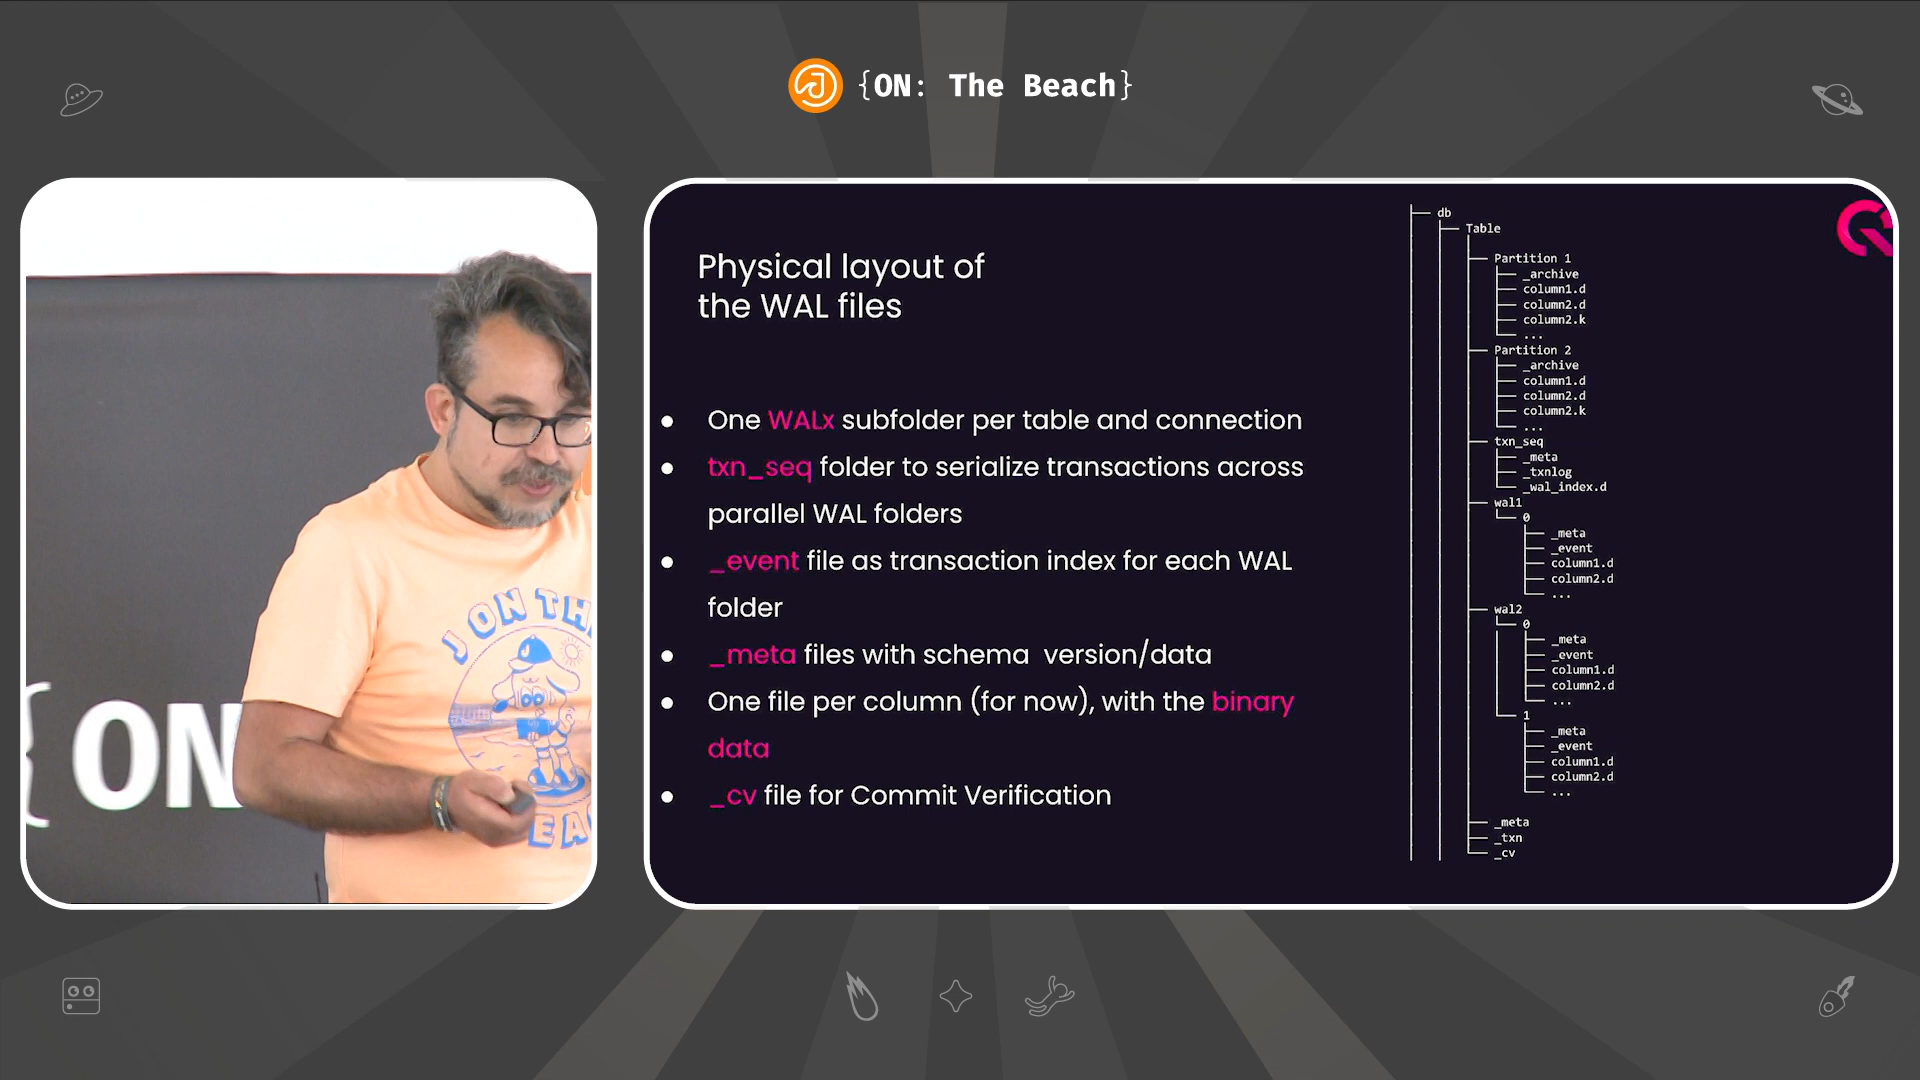 {ON: The Beach}
J ON TH
EA
{ ON
Physical layout of
the WAL files
● One WALx subfolder per table and connection
● txn_seq folder to serialize transactions across
parallel WAL folders
● _event file as transaction index for each WAL
folder
● _meta files with schema  version/data
● One file per column (for now), with the binary
data
● _cv file for Commit Verification
db
Table
Partition 1
_archive
column1.d
column2.d
column2.k
...
Partition 2
_archive
column1.d
column2.d
column2.k
...
txn_seq
_meta
_txnlog
_wal_index.d
wal1
0
_meta
_event
column1.d
column2.d
...
wal2
0
_meta
_event
column1.d
column2.d
...
1
_meta
_event
column1.d
column2.d
...
_meta
_txn
_cv